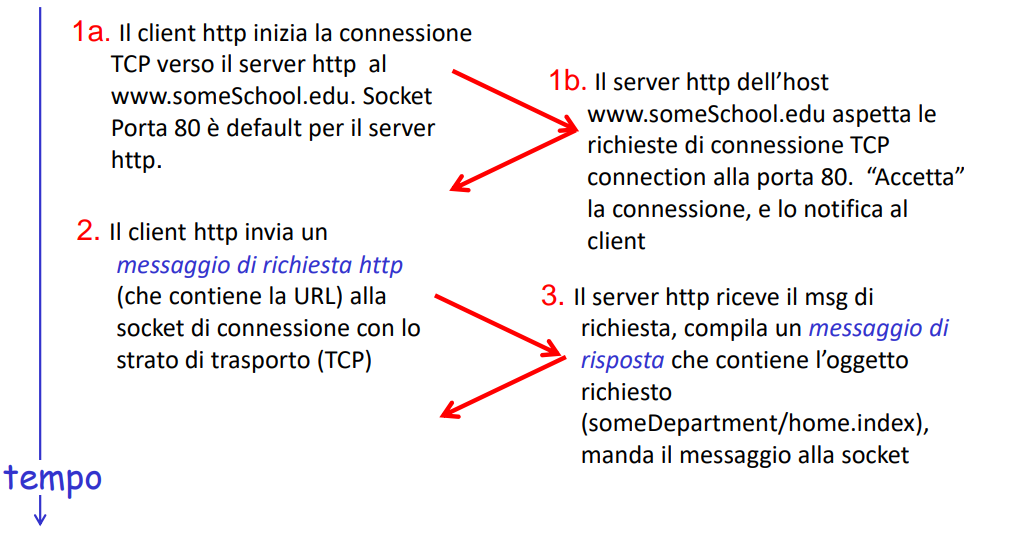 1a. Il client http inizia la connessione
TCP verso il server http al
www.someSchool.edu. Socket
Porta 80 è default per il server
http.
1b. Il server http dell’host
www.someSchool.edu aspetta le
richieste di connessione TCP
connection alla porta 80. “Accetta”
la connessione, e lo notifica al
client
2. Il client http invia un
messaggio di richiesta http
(che contiene la URL) alla
socket di connessione con lo
strato di trasporto (TCP)
3. Il server http riceve il msg di
richiesta, compila un messaggio di
risposta che contiene l’oggetto
richiesto
(someDepartment/home.index),
manda il messaggio alla socket
tempo